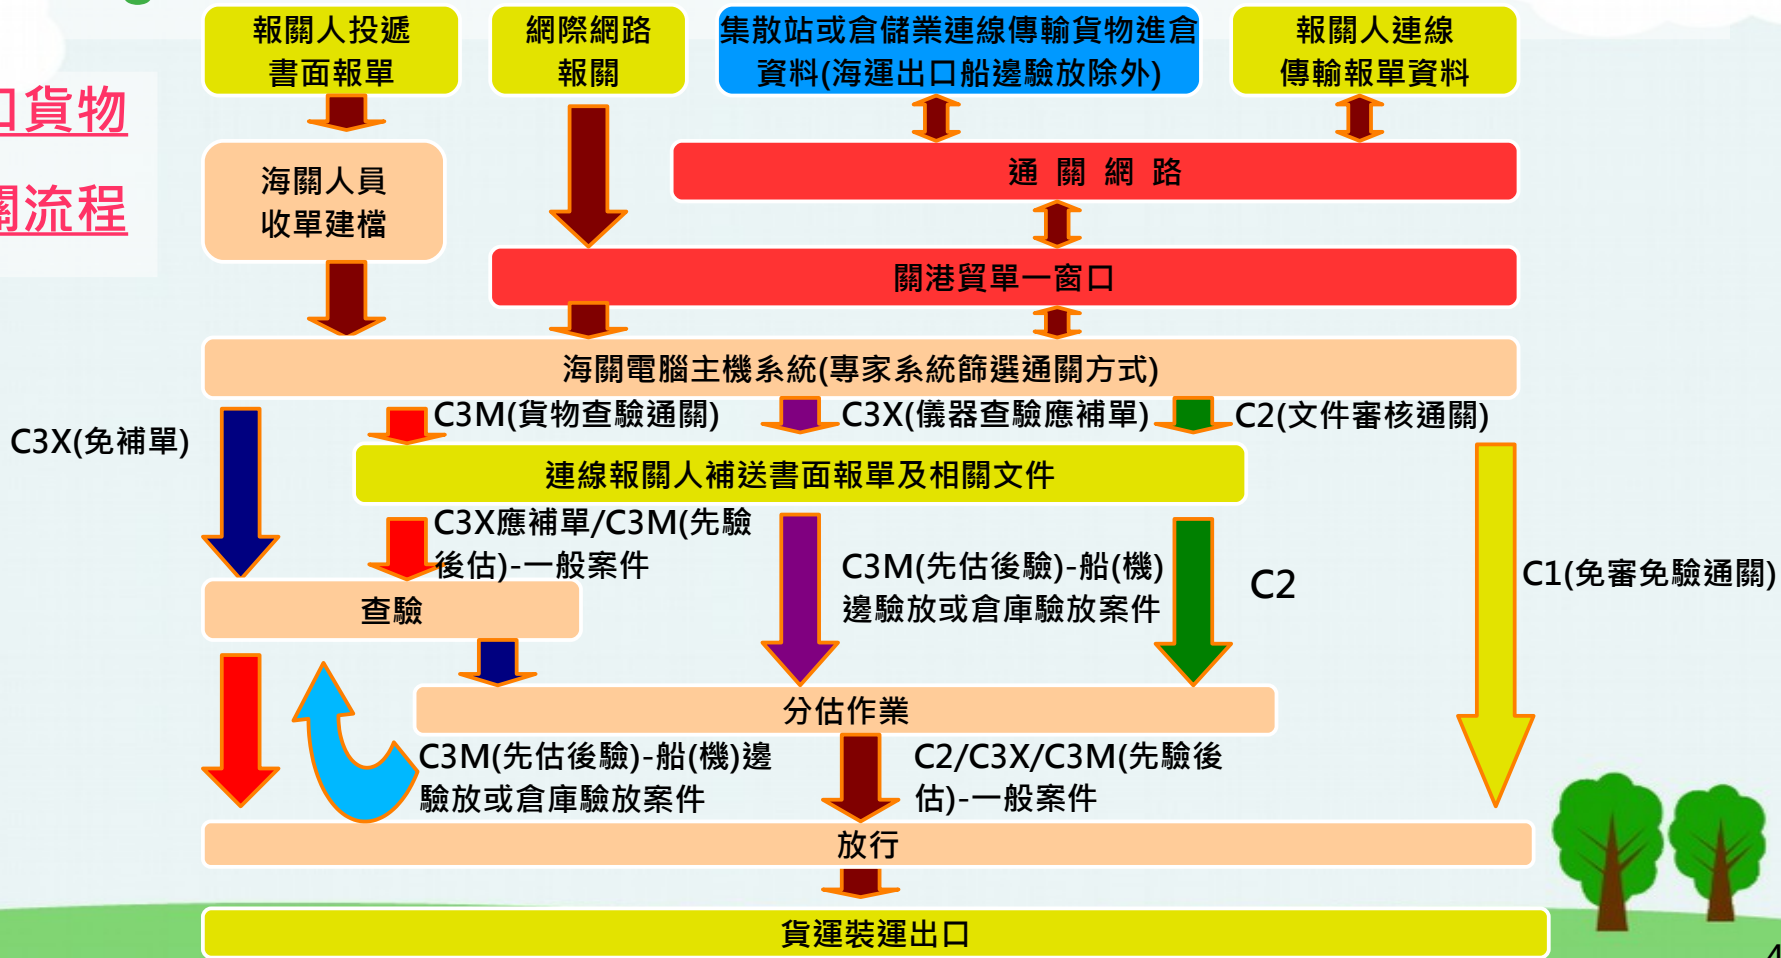 報關人投遞
書面報單
網際網路
報關
集散站或倉儲業連線傳輸貨物進倉
資料(海運出口船邊驗放除外)
報關人連線
傳輸報單資料
口貨物
關流程
海關人員
收單建檔
通 關 網 路
關港貿單一窗口
海關電腦主機系統(專家系統篩選通關方式)
C3X(免補單)
C3M(貨物查驗通關)
C3X(儀器查驗應補單)
C2(文件審核通關)
連線報關人補送書面報單及相關文件
C3X應補單/C3M(先驗
後估)-一般案件
C3M(先估後驗)-船(機)
邊驗放或倉庫驗放案件
C2
C1(免審免驗通關)
查驗
分估作業
C3M(先估後驗)-船(機)邊
驗放或倉庫驗放案件
C2/C3X/C3M(先驗後
估)-一般案件
放行
貨運裝運出口
4